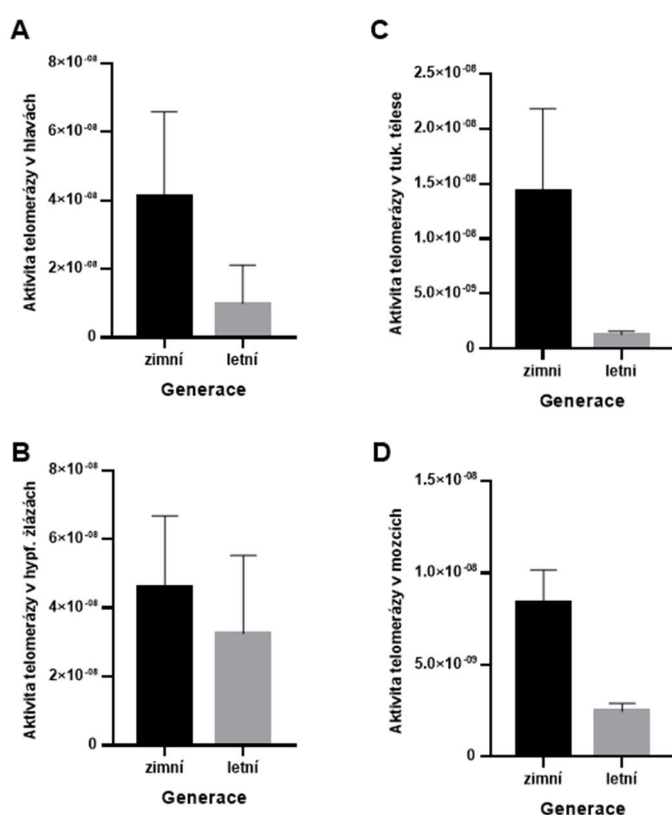 A
Aktivita telomerázy v hlavách
8×10⁻⁰⁸
6×10⁻⁰⁸
4×10⁻⁰⁸
2×10⁻⁰⁸
0
zimní letní
Generace
C
Aktivita telomerázy v tuk. tělese
2.5×10⁻⁰⁸
2.0×10⁻⁰⁸
1.5×10⁻⁰⁸
1.0×10⁻⁰⁸
5.0×10⁻⁰⁹
0
zimni letni
Generace
B
Aktivita telomerázy v hypf. žlázách
8×10⁻⁰⁸
6×10⁻⁰⁸
4×10⁻⁰⁸
2×10⁻⁰⁸
0
zimní letní
Generace
D
Aktivita telomerázy v mozcích
1.5×10⁻⁰⁸
1.0×10⁻⁰⁸
5.0×10⁻⁰⁹
0
zimní letní
Generace